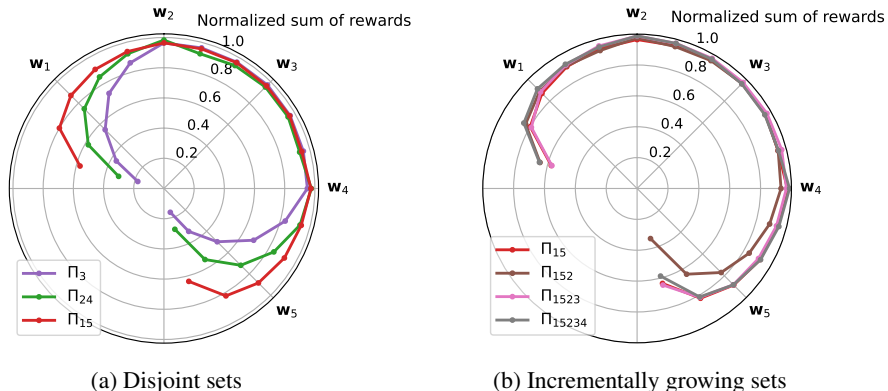 w₂
Normalized sum of rewards
1.0
w₁
w₃
0.8
0.6
0.4
0.2
w₄
w₅
Π₃
Π₂₄
Π₁₅
(a) Disjoint sets
w₂
Normalized sum of rewards
1.0
w₁
w₃
0.8
0.6
0.4
0.2
w₄
w₅
Π₁₅
Π₁₅₂
Π₁₅₂₃
Π₁₅₂₃₄
(b) Incrementally growing sets